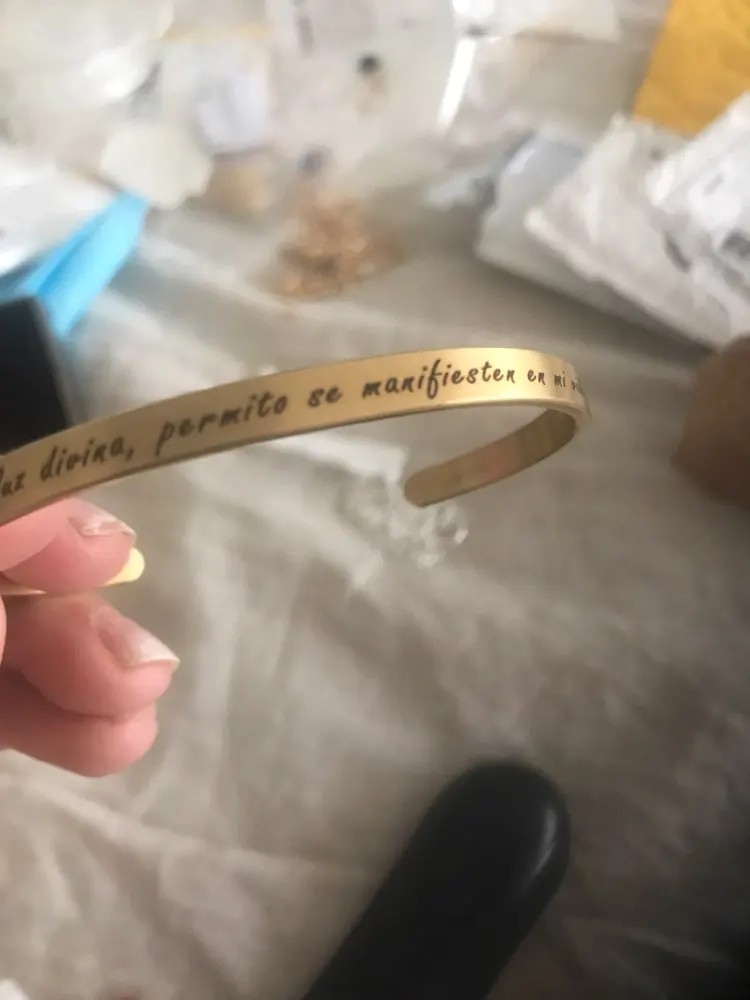 divina, permito se manifiesten en mi